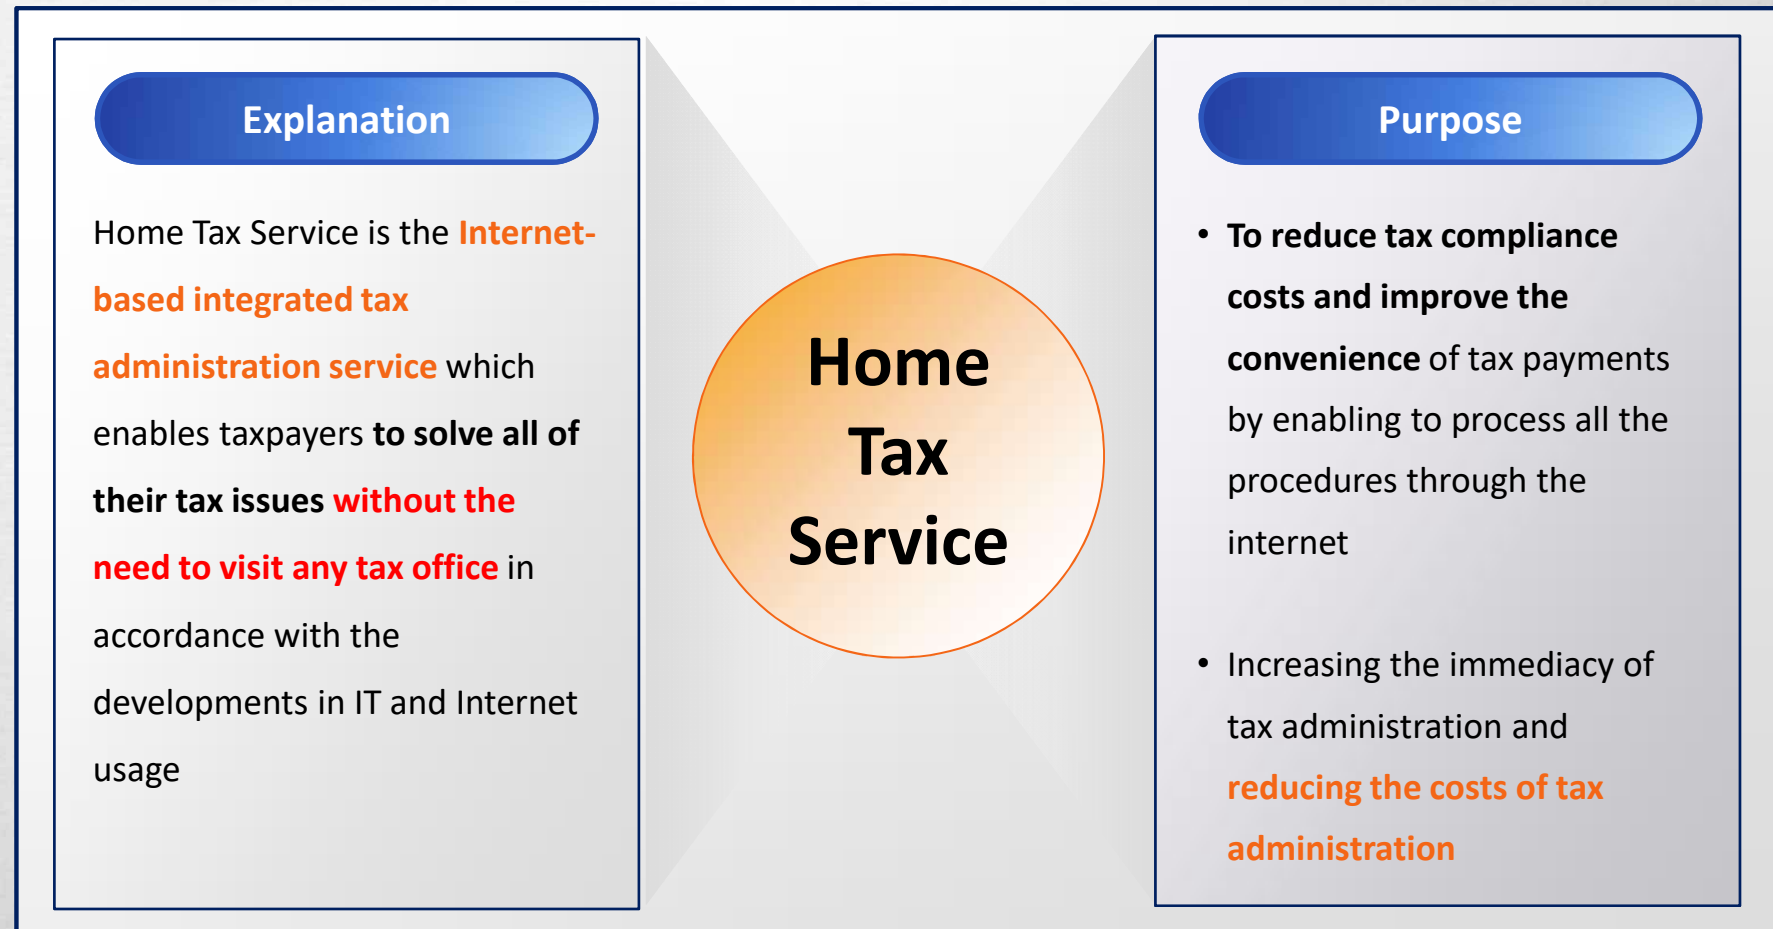 Explanation
Home Tax Service is the Internet-
based integrated tax
administration service which
enables taxpayers to solve all of
their tax issues without the
need to visit any tax office in
accordance with the
developments in IT and Internet
usage
Home
Tax
Service
Purpose
• To reduce tax compliance
costs and improve the
convenience of tax payments
by enabling to process all the
procedures through the
internet
• Increasing the immediacy of
tax administration and
reducing the costs of tax
administration